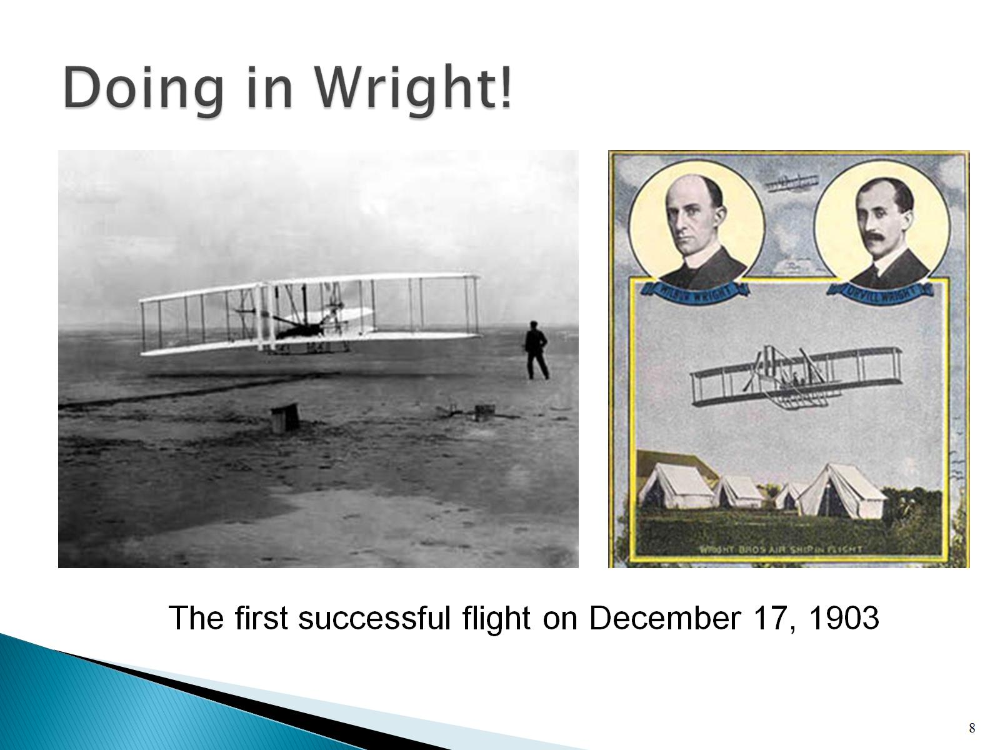 Doing in Wright!
WILBUR WRIGHT
ORVILL WRIGHT
WRIGHT BROS AIR SHIP IN FLIGHT
The first successful flight on December 17, 1903
8